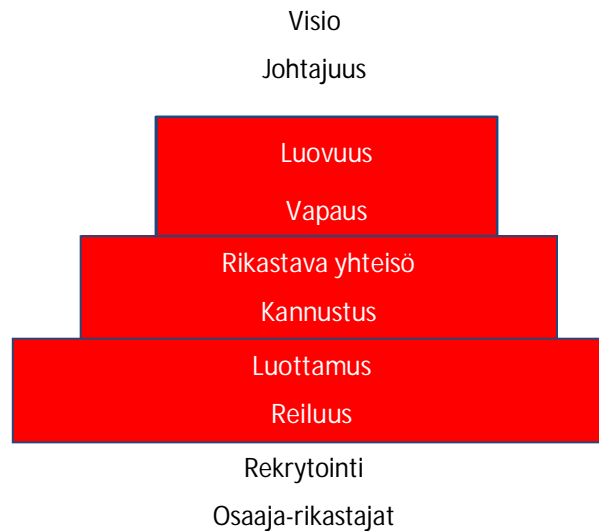 Visio
Johtajuus
Luovuus
Vapaus
Rikastava yhteisö
Kannustus
Luottamus
Reiluus
Rekrytointi
Osaaja-rikastajat